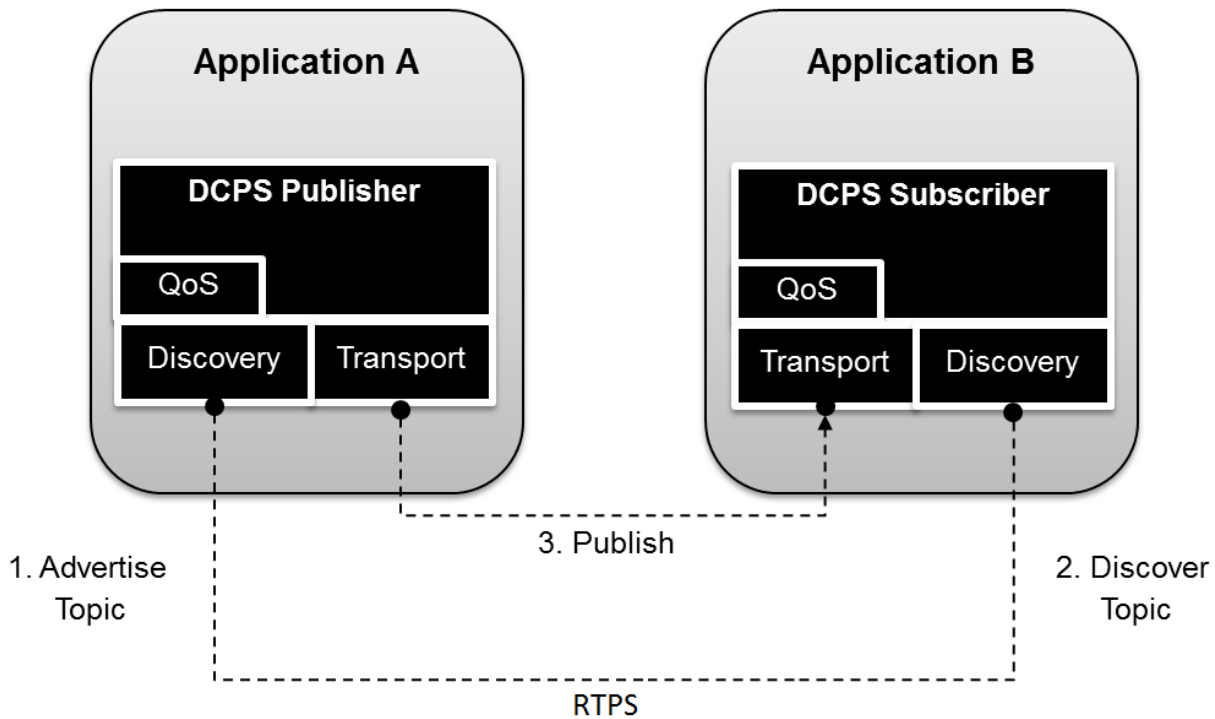 Application A
Application B
DCPS Publisher
DCPS Subscriber
QoS
QoS
Discovery
Transport
Transport
Discovery
3. Publish
1. Advertise
Topic
2. Discover
Topic
RTPS